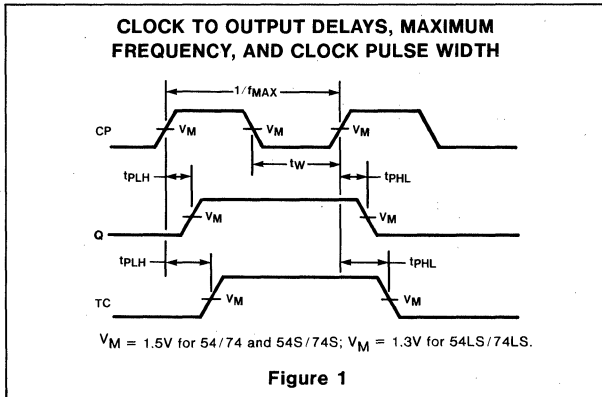 CLOCK TO OUTPUT DELAYS, MAXIMUM
FREQUENCY, AND CLOCK PULSE WIDTH
1/fMAX
CP
VM
VM
VM
tW
tPLH
tPHL
VM
VM
Q
tPLH
tPHL
TC
VM
VM
VM = 1.5V for 54/74 and 54S/74S; VM = 1.3V for 54LS/74LS.
Figure 1